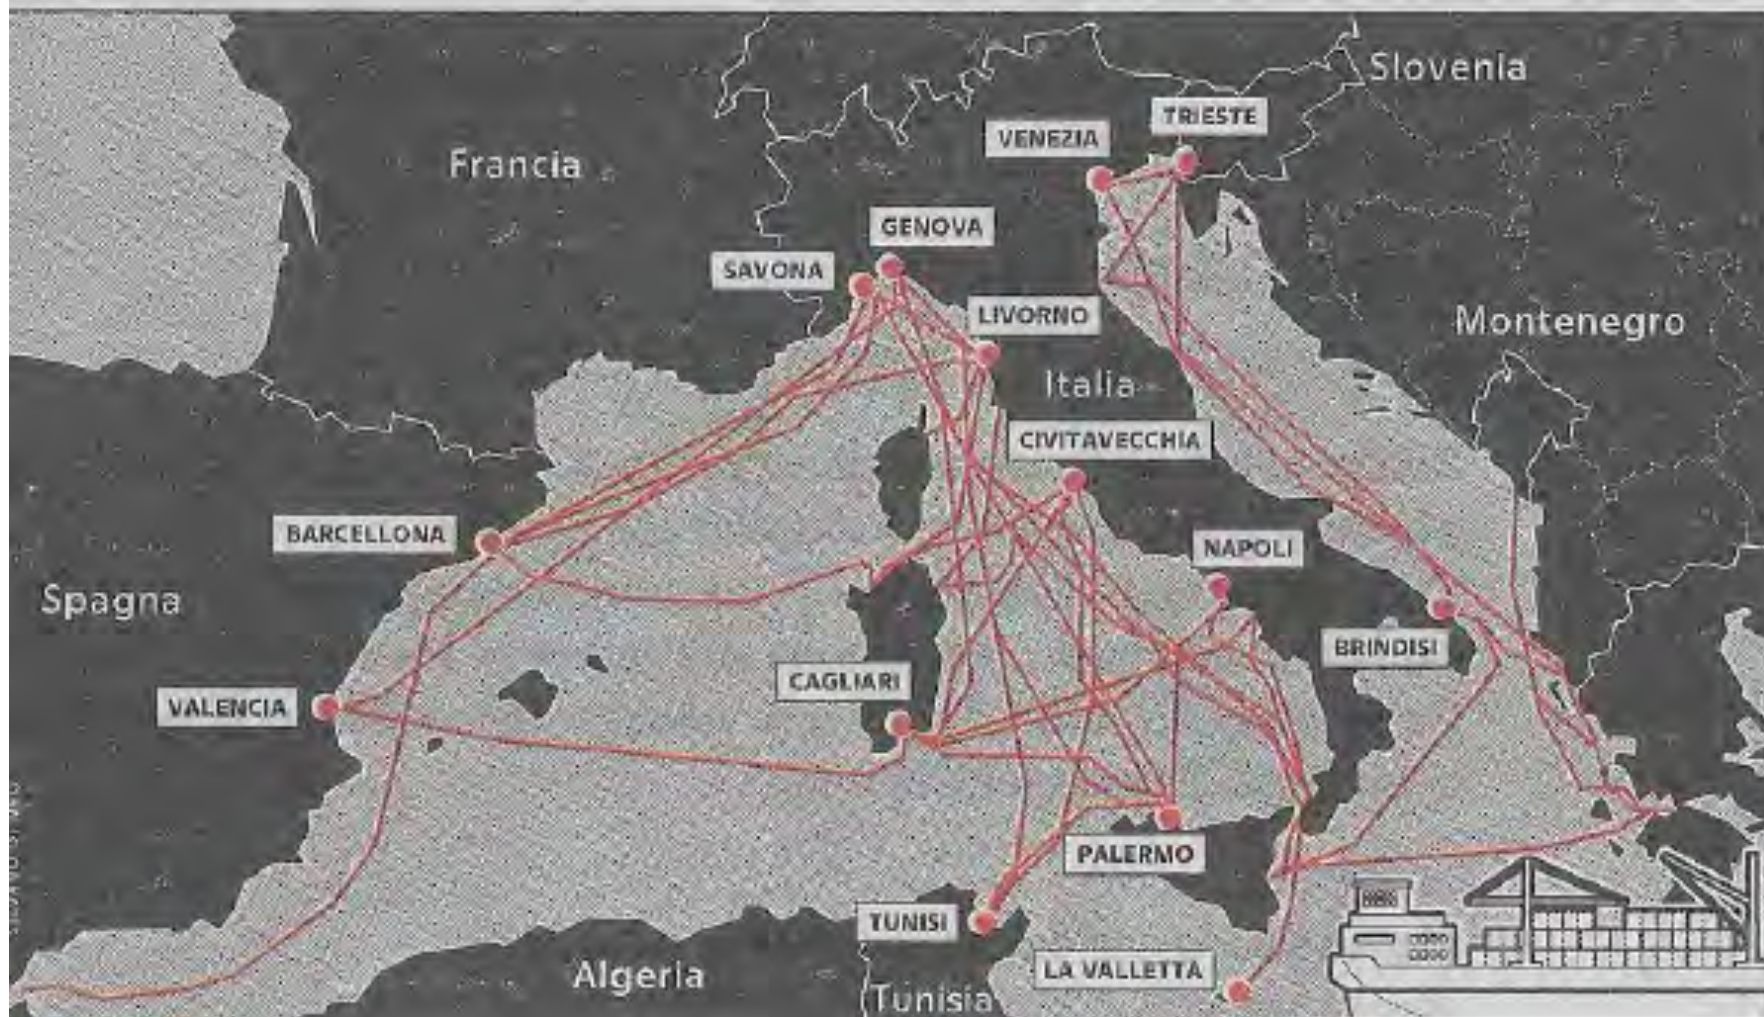 Slovenia
TRIESTE
VENEZIA
Francia
GENOVA
SAVONA
LIVORNO
Montenegro
Italia
CIVITAVECCHIA
BARCELLONA
NAPOLI
Spagna
BRINDISI
CAGLIARI
VALENCIA
PALERMO
TUNISI
LA VALLETTA
Algeria
Tunisia